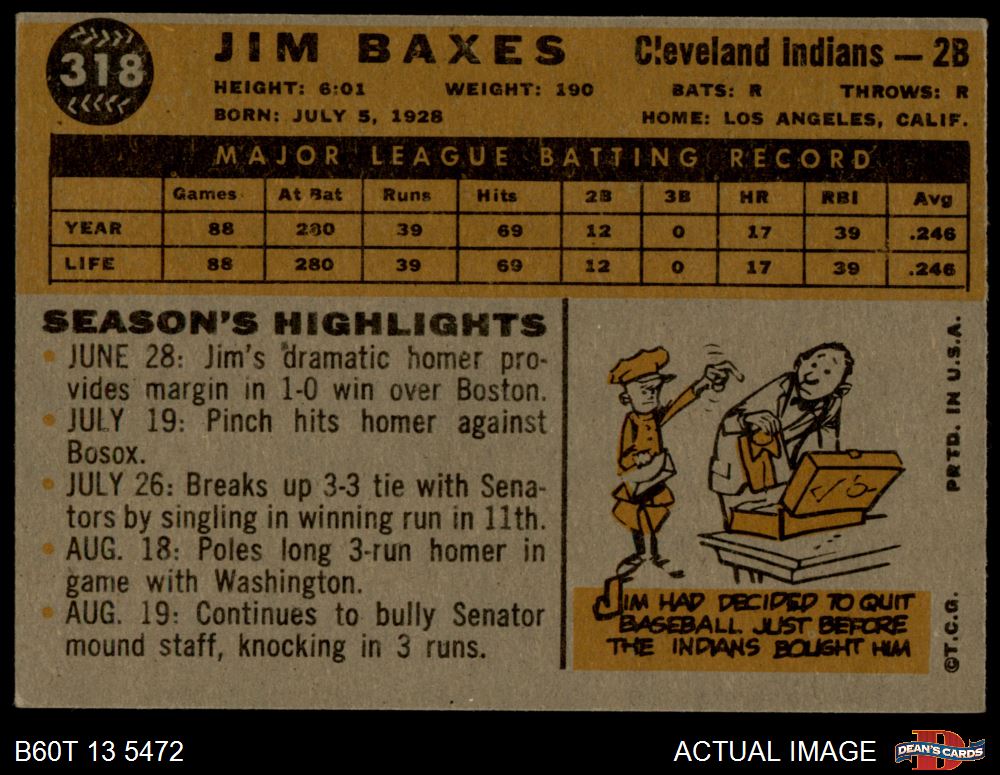 318
JIM BAXES
Cleveland Indians — 2B
HEIGHT: 6:01 WEIGHT: 190 BATS: R THROWS: R
BORN: JULY 5, 1928 HOME: LOS ANGELES, CALIF.
MAJOR LEAGUE BATTING RECORD
Games At Bat Runs Hits 2B 3B HR RBI Avg
YEAR 88 280 39 69 12 0 17 39 .246
LIFE 88 280 39 69 12 0 17 39 .246
SEASON'S HIGHLIGHTS
• JUNE 28: Jim's dramatic homer pro-
vides margin in 1-0 win over Boston.
• JULY 19: Pinch hits homer against
Bosox.
• JULY 26: Breaks up 3-3 tie with Sena-
tors by singling in winning run in 11th.
• AUG. 18: Poles long 3-run homer in
game with Washington.
• AUG. 19: Continues to bully Senator
mound staff, knocking in 3 runs.
JIM HAD DECIDED TO QUIT
BASEBALL JUST BEFORE
THE INDIANS BOUGHT HIM
©T.C.G. PRTD. IN U.S.A.
B60T 13 5472
ACTUAL IMAGE
DEAN'S CARDS